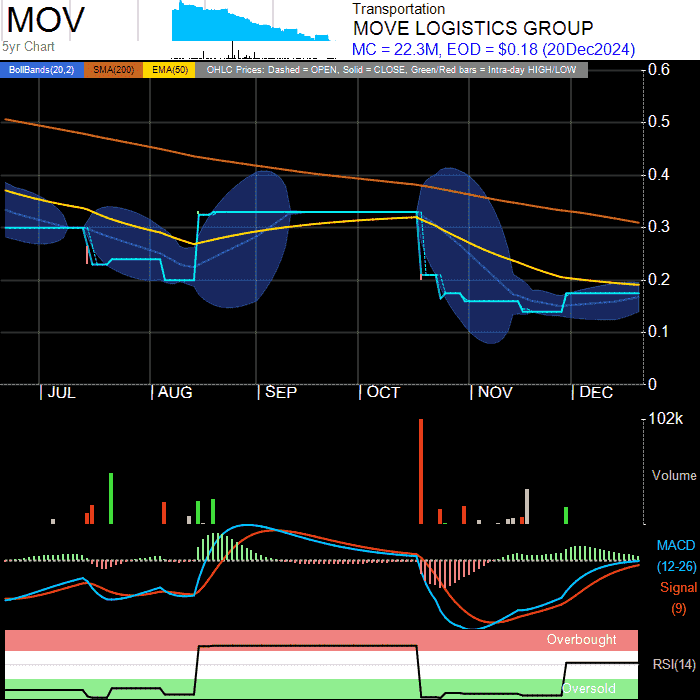 MOV
5yr Chart
Transportation
MOVE LOGISTICS GROUP
MC = 22.3M, EOD = $0.18 (20Dec2024)
BollBands(20,2) SMA(200) EMA(50) OHLC Prices: Dashed = OPEN, Solid = CLOSE, Green/Red bars = Intra-day HIGH/LOW
0.6
0.5
0.4
0.3
0.2
0.1
0
JUL AUG SEP OCT NOV DEC
102k
Volume
MACD
(12-26)
Signal
(9)
Overbought
RSI(14)
Oversold